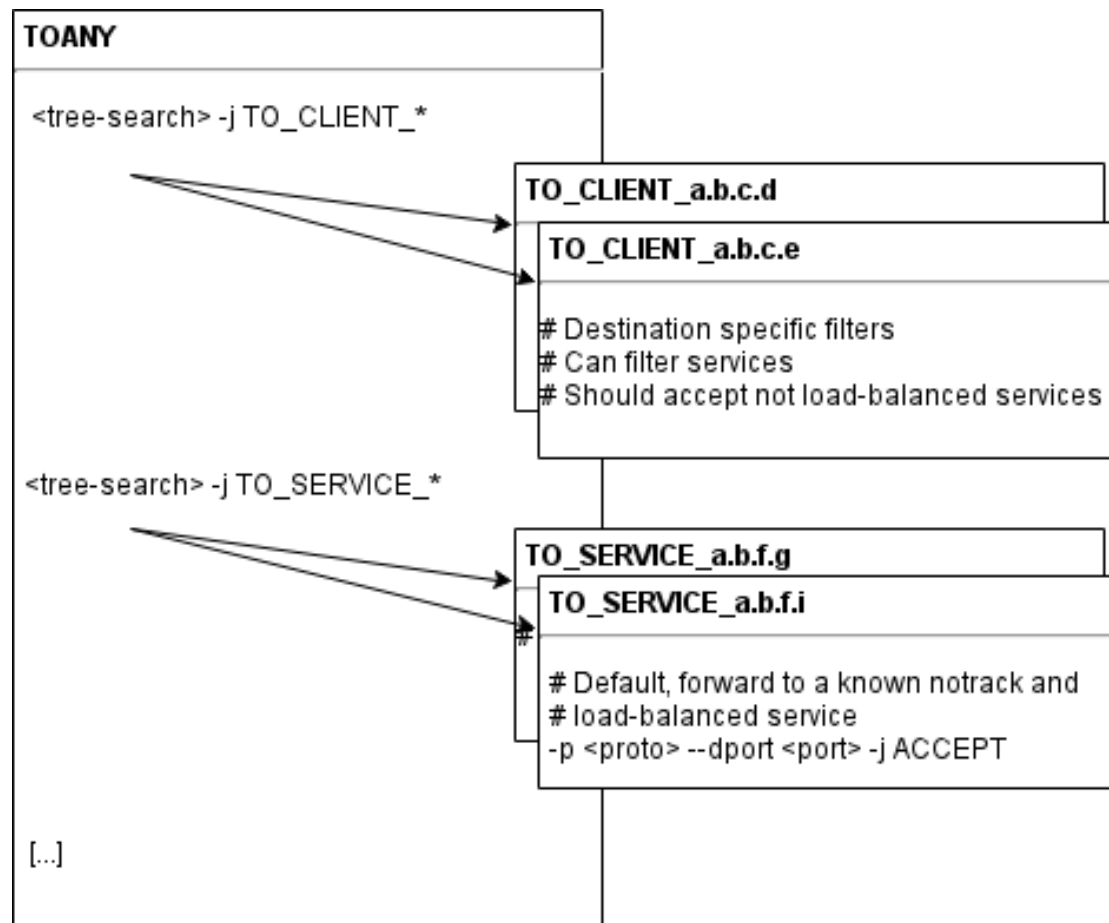 TOANY
<tree-search> -j TO_CLIENT_*
TO_CLIENT_a.b.c.d
TO_CLIENT_a.b.c.e
# Destination specific filters
# Can filter services
# Should accept not load-balanced services
<tree-search> -j TO_SERVICE_*
TO_SERVICE_a.b.f.g
#
TO_SERVICE_a.b.f.i
# Default, forward to a known notrack and
# load-balanced service
-p <proto> --dport <port> -j ACCEPT
[...]